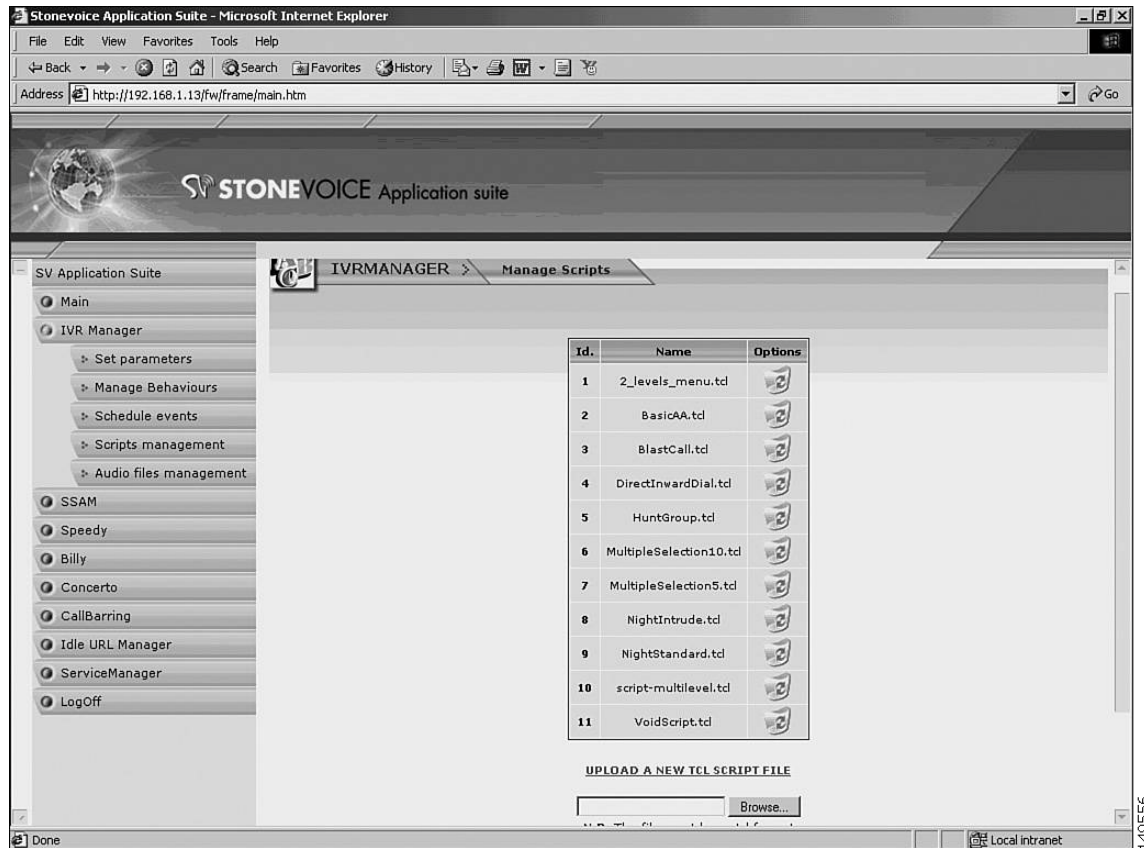 Stonevoice Application Suite - Microsoft Internet Explorer
File Edit View Favorites Tools Help
Back Search Favorites History
Address http://192.168.1.13/fw/frame/main.htm Go
SV STONEVOICE Application suite
SV Application Suite
Main
IVR Manager
Set parameters
Manage Behaviours
Schedule events
Scripts management
Audio files management
SSAM
Speedy
Billy
Concerto
CallBarring
Idle URL Manager
ServiceManager
LogOff
IVRMANAGER > Manage Scripts
Id. Name Options
1 2_levels_menu.tcl
2 BasicAA.tcl
3 BlastCall.tcl
4 DirectInwardDial.tcl
5 HuntGroup.tcl
6 MultipleSelection10.tcl
7 MultipleSelection5.tcl
8 NightIntrude.tcl
9 NightStandard.tcl
10 script-multilevel.tcl
11 VoidScript.tcl
UPLOAD A NEW TCL SCRIPT FILE
Browse...
Done Local intranet